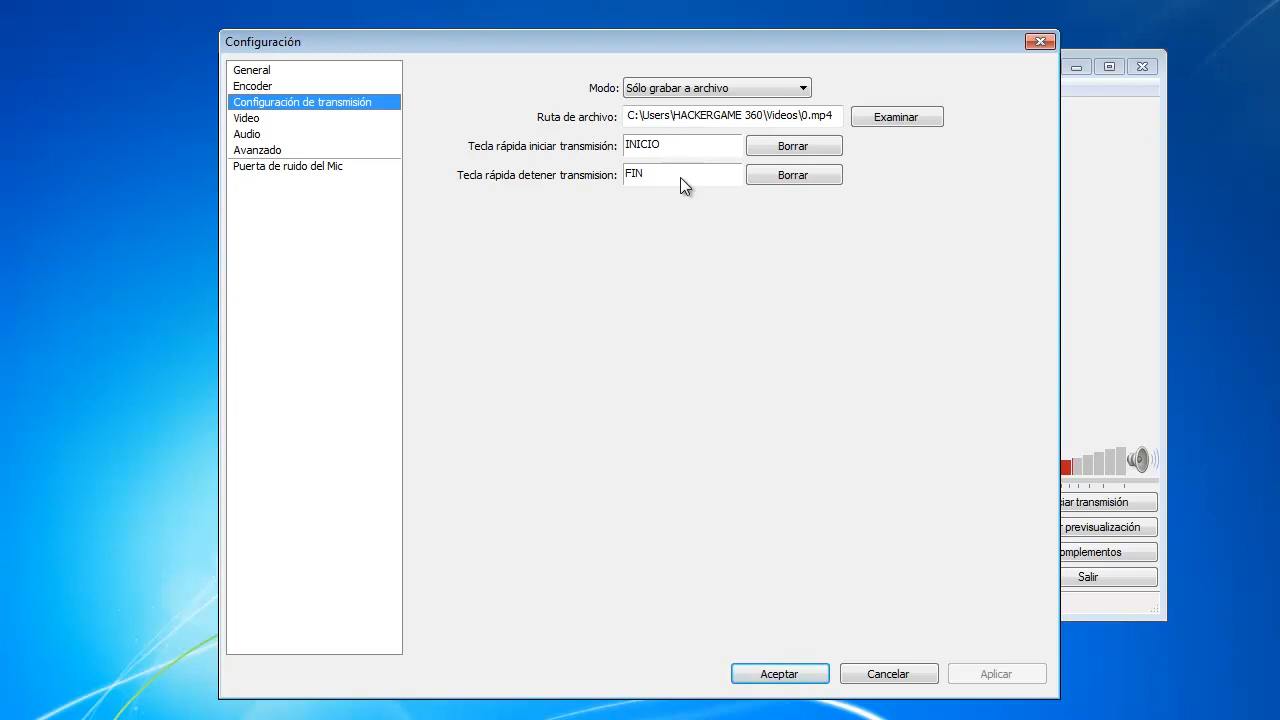 Configuración
General
Encoder
Configuración de transmisión
Video
Audio
Avanzado
Puerta de ruido del Mic
Modo: Sólo grabar a archivo
Ruta de archivo: C:\Users\HACKERGAME 360\Videos\0.mp4 Examinar
Tecla rápida iniciar transmisión: INICIO Borrar
Tecla rápida detener transmision: FIN Borrar
ciar transmisión
r previsualización
omplementos
Salir
Aceptar Cancelar Aplicar